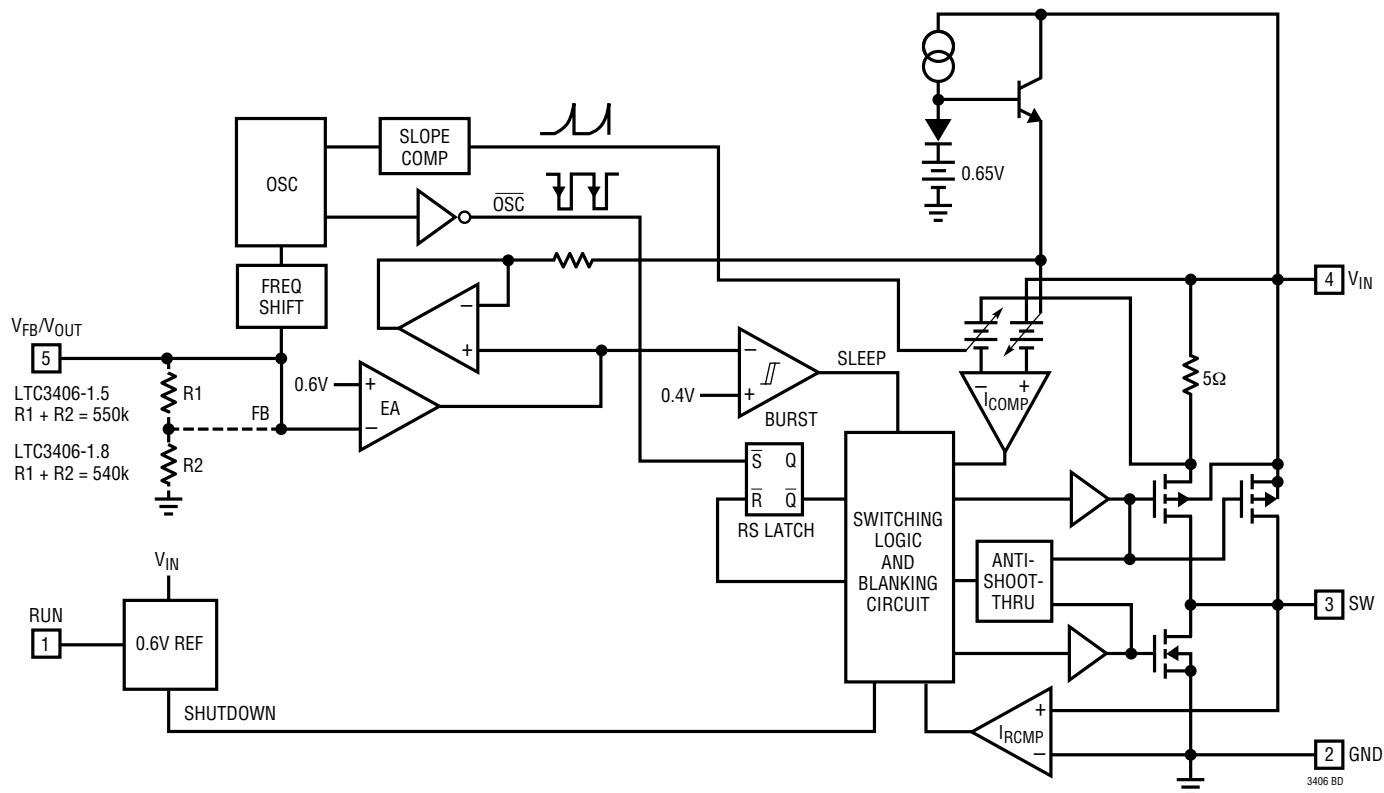 0.65V
SLOPE
COMP
OSC
OSC
FREQ
SHIFT
4
VIN
VFB/VOUT
5
–
+
SLEEP
–
+
0.4V
BURST
–
+
ICOMP
5Ω
LTC3406-1.5
R1 + R2 = 550k
R1
0.6V
+
EA
–
FB
LTC3406-1.8
R1 + R2 = 540k
R2
S
Q
R
Q
RS LATCH
SWITCHING
LOGIC
AND
BLANKING
CIRCUIT
ANTI-
SHOOT-
THRU
3
SW
VIN
RUN
1
0.6V REF
SHUTDOWN
+
IRCMP
–
2
GND
3406 BD